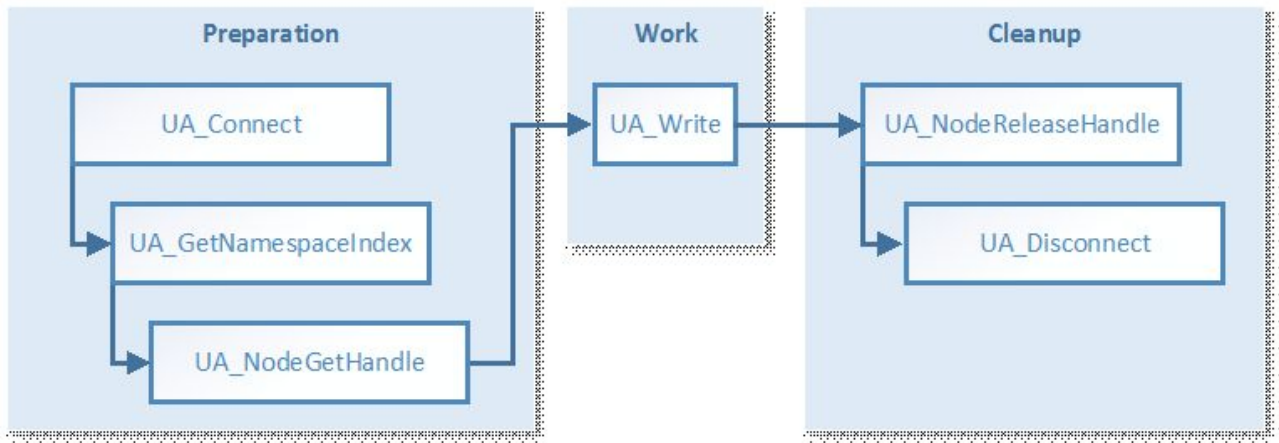 Preparation
UA_Connect
UA_GetNamespaceIndex
UA_NodeGetHandle
Work
UA_Write
Cleanup
UA_NodeReleaseHandle
UA_Disconnect